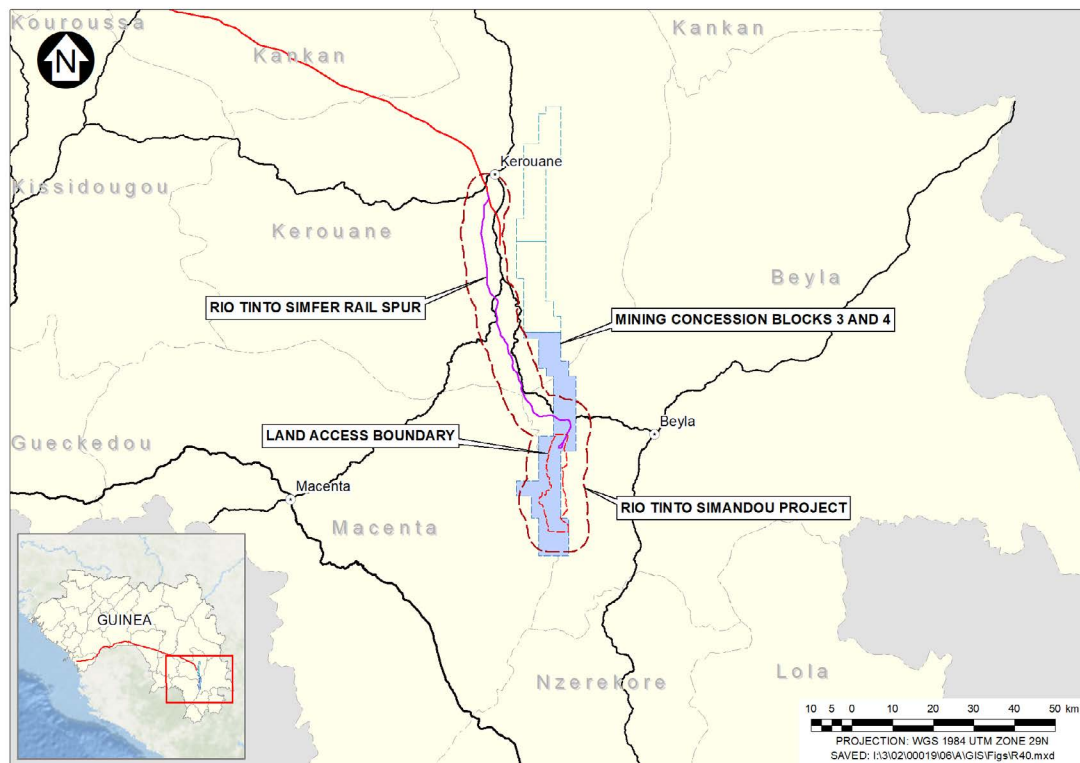 Kouroussa
Kankan
Kankan
N
Kerouane
Kissidougou
Kerouane
Beyla
RIO TINTO SIMFER RAIL SPUR
MINING CONCESSION BLOCKS 3 AND 4
Beyla
LAND ACCESS BOUNDARY
Gueckedou
Macenta
RIO TINTO SIMANDOU PROJECT
Macenta
GUINEA
Nzerekore
Lola
10 5 0 10 20 30 40 50 km
PROJECTION: WGS 1984 UTM ZONE 29N
SAVED: I:\3\02\00019\06\A\GIS\Figs\R40.mxd